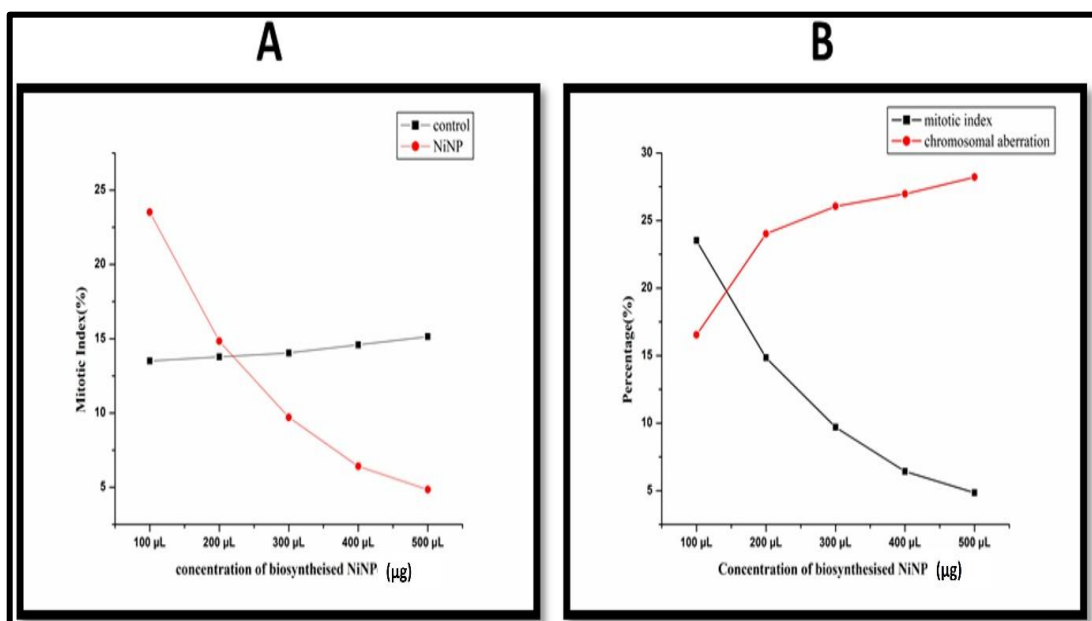 A
B
control
NiNP
Mitotic Index(%)
25
20
15
10
5
100 μL
200 μL
300 μL
400 μL
500 μL
concentration of biosyntheised NiNP (μg)
mitotic index
chromosomal aberration
Percentage(%)
30
25
20
15
10
5
100 μL
200 μL
300 μL
400 μL
500 μL
Concentration of biosynthesised NiNP (μg)